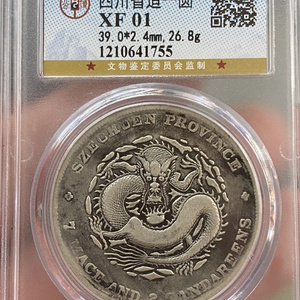 四川省造一圆
XF 01
39.0*2.4mm, 26.8g
1210641755
文物鉴定委员会监制
SZECHUEN PROVINCE
7 MACE AND 2 CANDAREENS